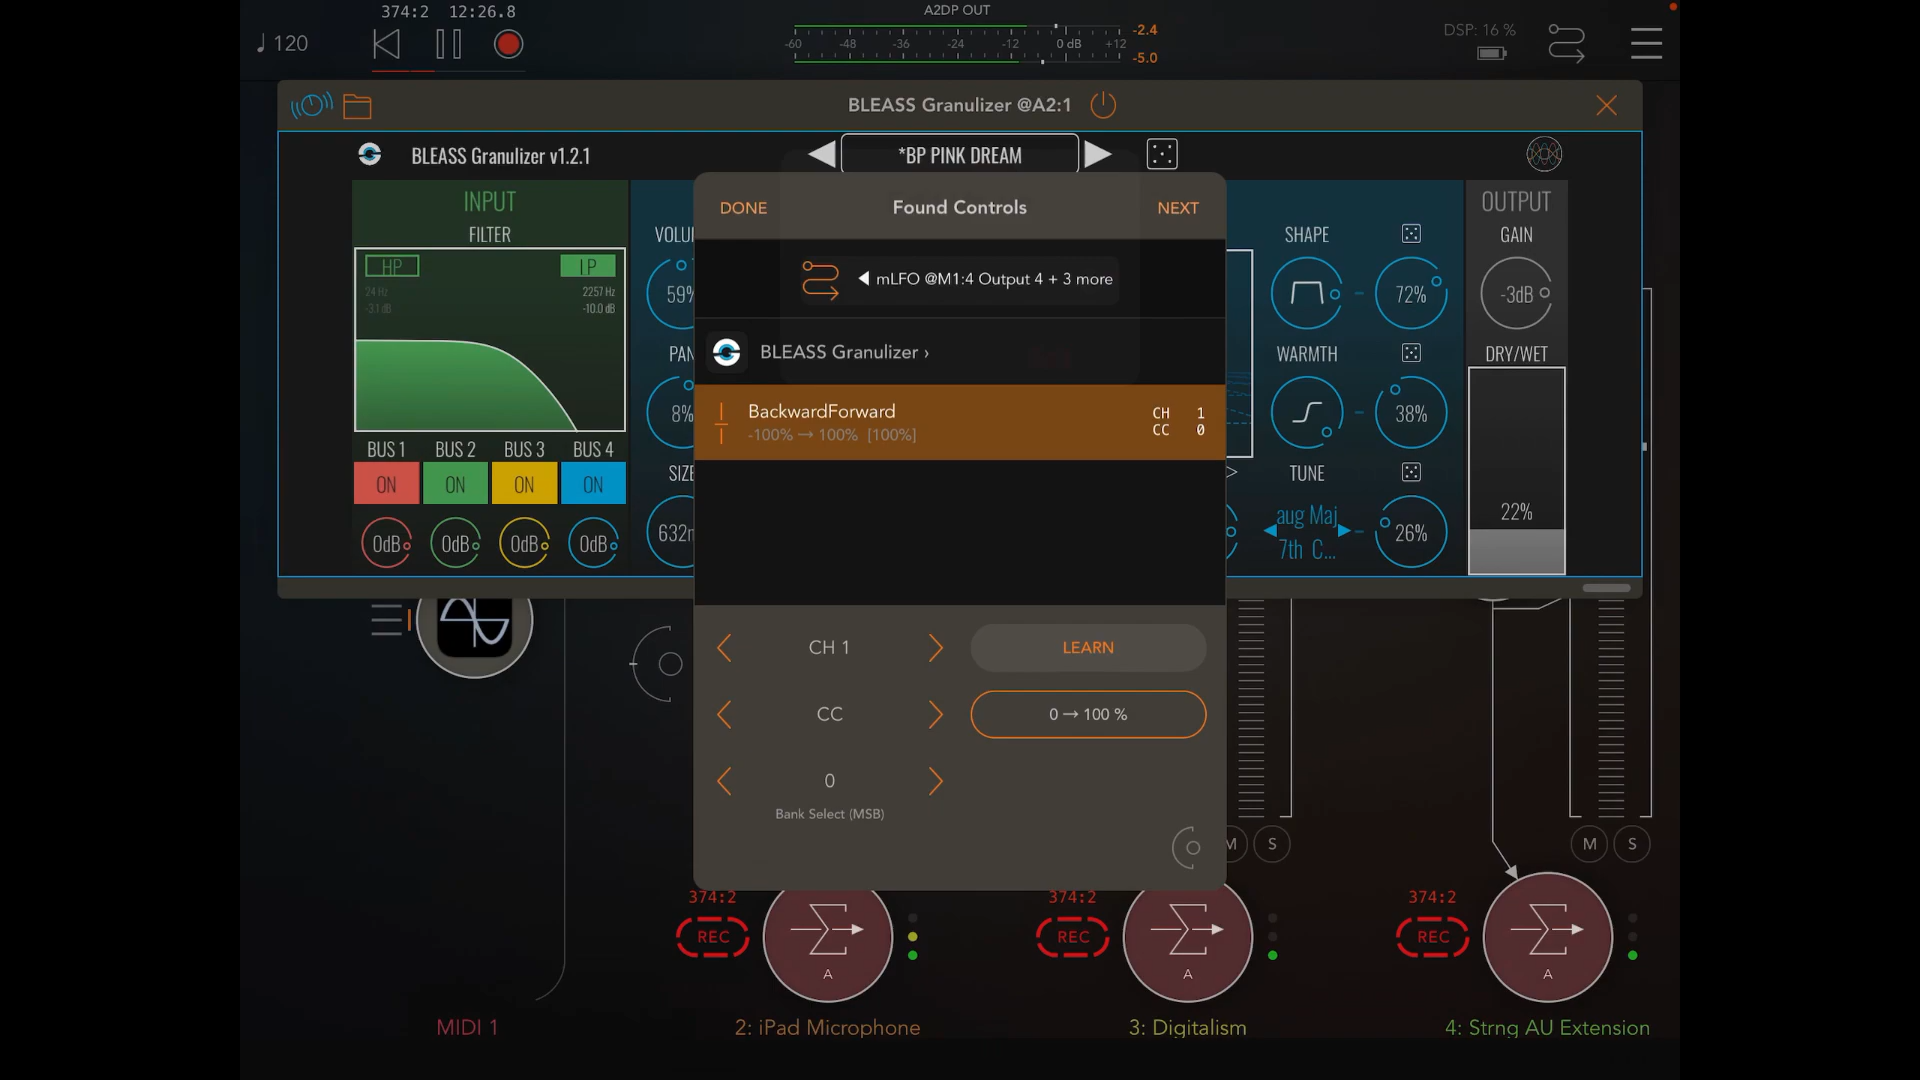 374:2 12:26.8
120
A2DP OUT
-60 -48 -36 -24 -12 0 dB +12
-2.4
-5.0
DSP: 16 %
BLEASS Granulizer @A2:1
BLEASS Granulizer v1.2.1
*BP PINK DREAM
INPUT
FILTER
HP
LP
24 Hz
-3.1 dB
2257 Hz
-10.0 dB
BUS 1 BUS 2 BUS 3 BUS 4
ON ON ON ON
0dB 0dB 0dB 0dB
59%
8%
DONE
Found Controls
NEXT
mLFO @M1:4 Output 4 + 3 more
BLEASS Granulizer ›
BackwardForward
-100% → 100% [100%]
CH 1
CC 0
CH 1
LEARN
CC
0 → 100 %
0
Bank Select (MSB)
SHAPE
72%
WARMTH
38%
TUNE
aug Maj
7th C...
26%
OUTPUT
GAIN
-3dB
DRY/WET
22%
M S
M S
374:2 374:2 374:2
REC REC REC
A A A
MIDI 1
2: iPad Microphone
3: Digitalism
4: Strng AU Extension